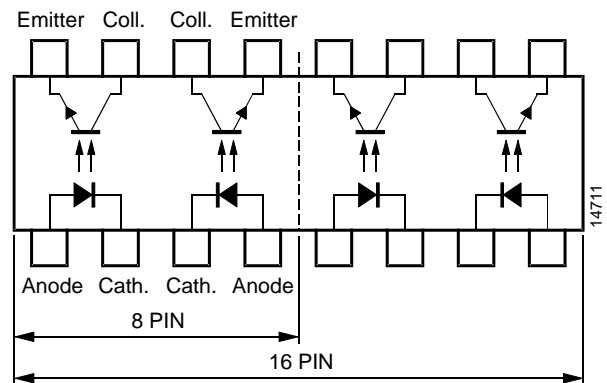 Emitter Coll. Coll. Emitter
14711
Anode Cath. Cath. Anode
8 PIN
16 PIN